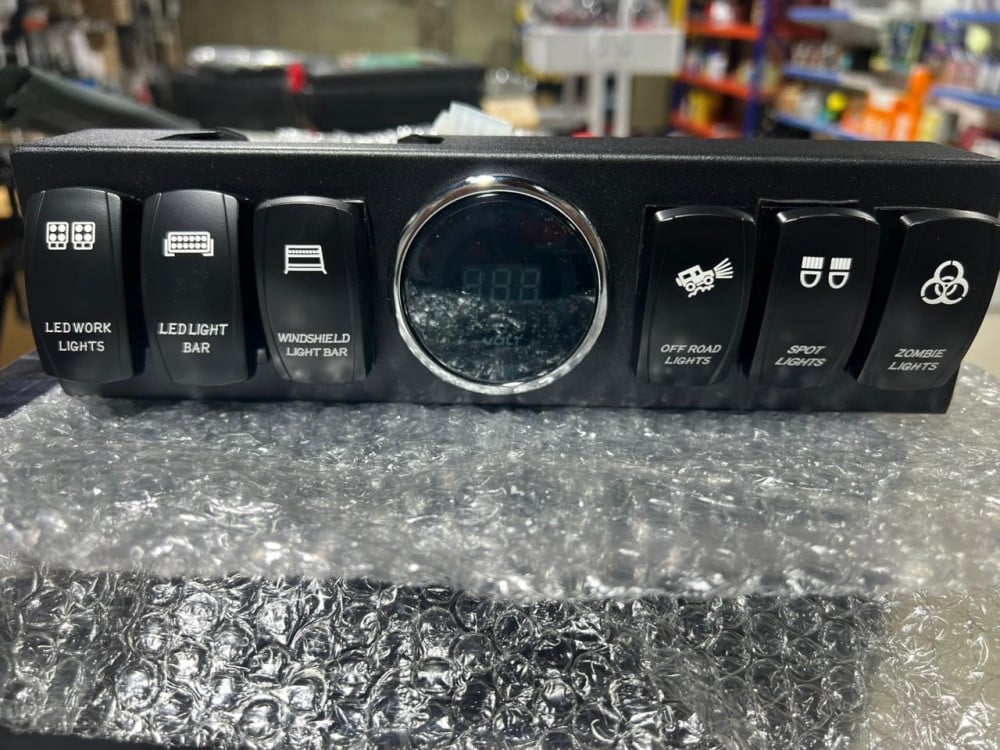 LED WORK
LIGHTS
LED LIGHT
BAR
WINDSHIELD
LIGHT BAR
888
VOLT
OFF ROAD
LIGHTS
SPOT
LIGHTS
ZOMBIE
LIGHTS